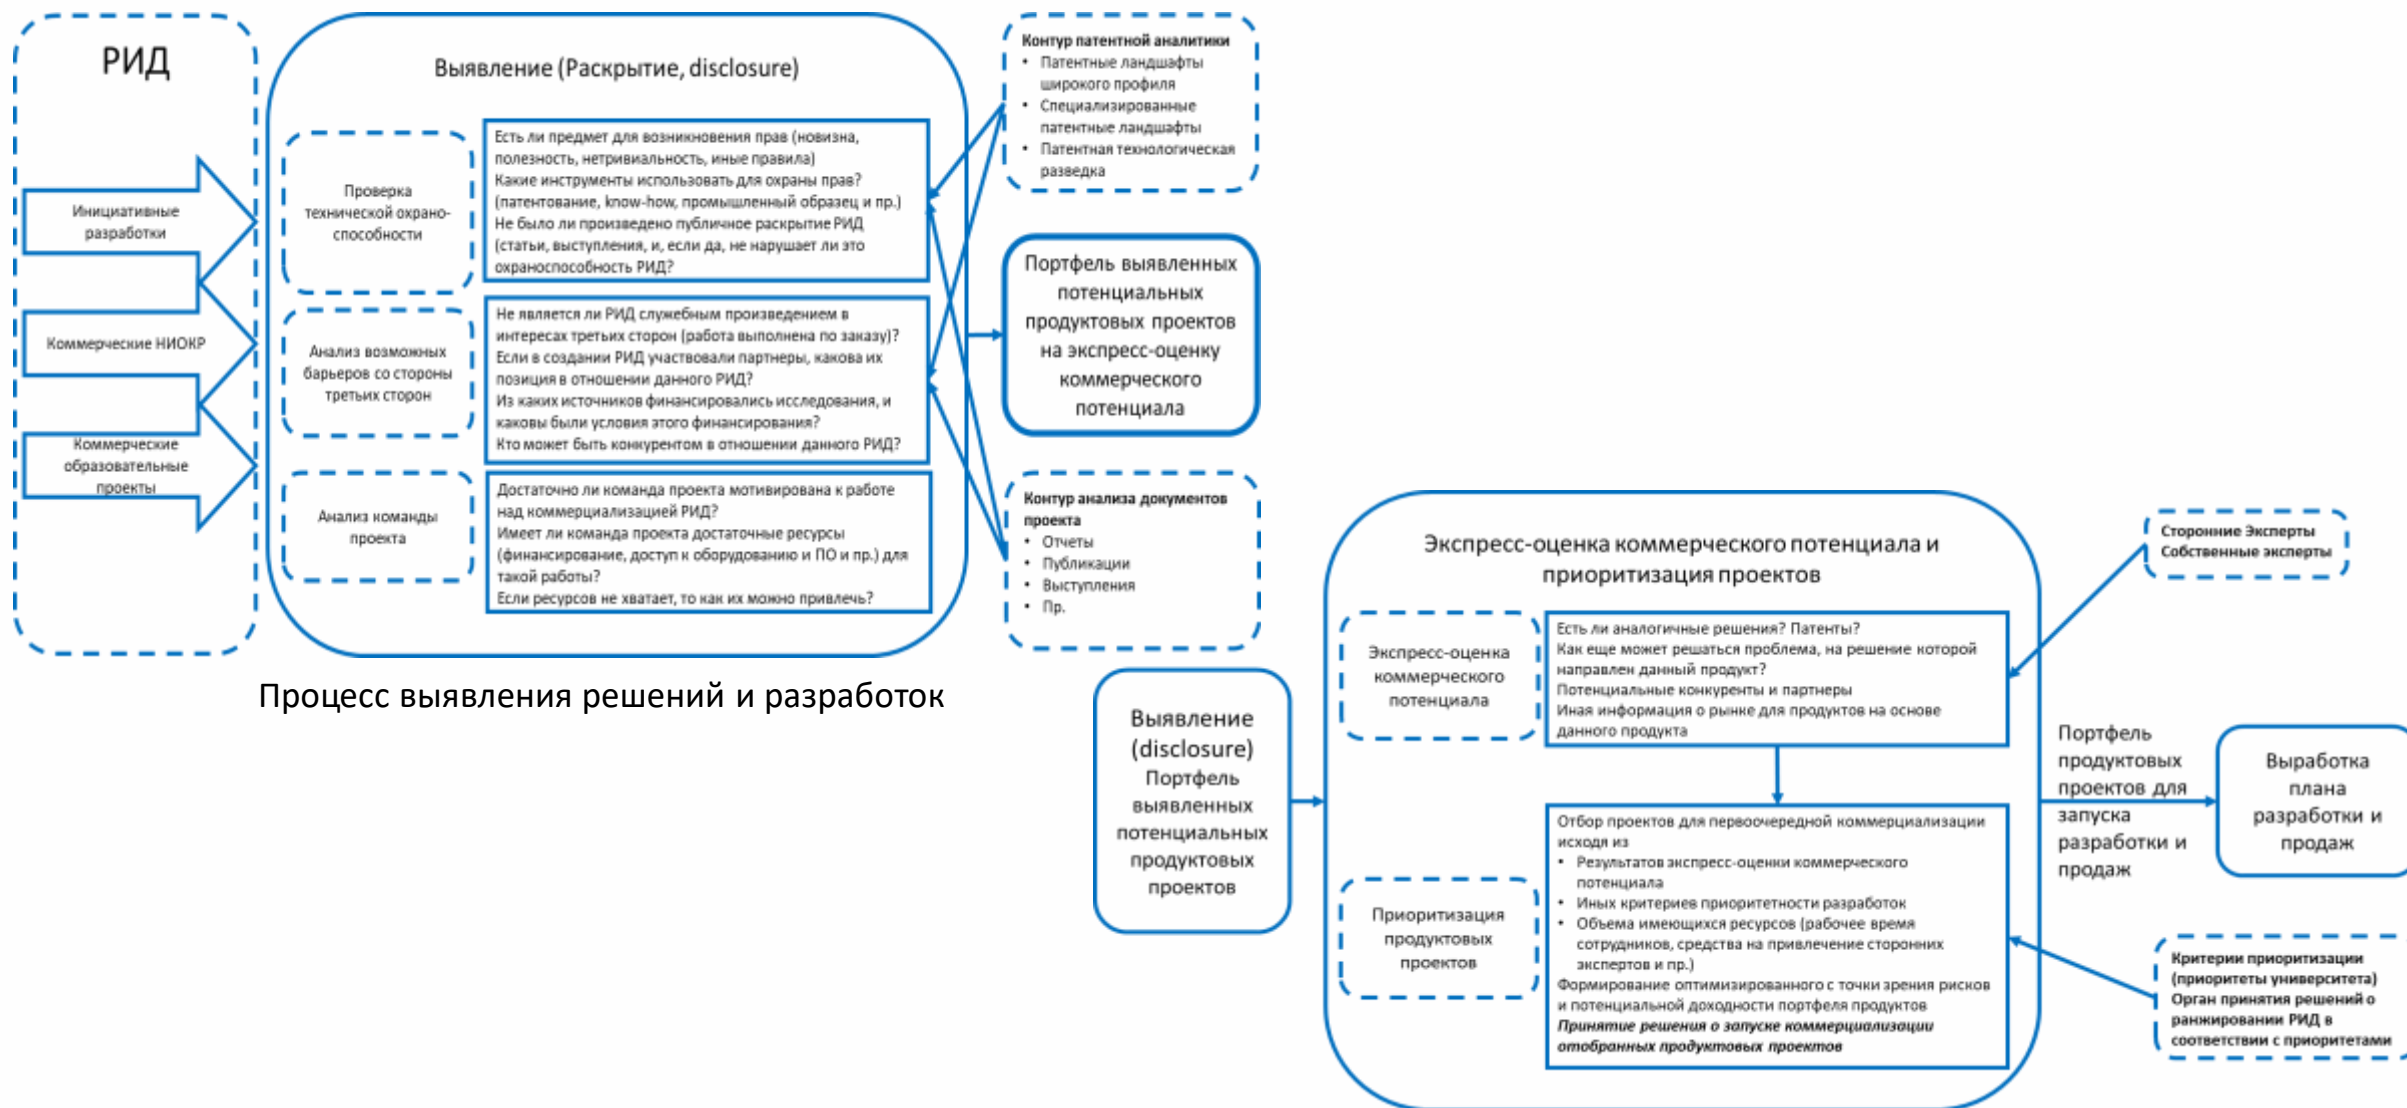 РИД
Инициативные
разработки
Коммерческие НИОКР
Коммерческие
образовательные
проекты
Выявление (Раскрытие, disclosure)
Проверка
технической охрано-
способности
Есть ли предмет для возникновения прав (новизна,
полезность, нетривиальность, иные правила)
Какие инструменты использовать для охраны прав?
(патентование, know-how, промышленный образец и пр.)
Не было ли произведено публичное раскрытие РИД
(статьи, выступления, и, если да, не нарушает ли это
охраноспособность РИД?
Анализ возможных
барьеров со стороны
третьих сторон
Не является ли РИД служебным произведением в
интересах третьих сторон (работа выполнена по заказу)?
Если в создании РИД участвовали партнеры, какова их
позиция в отношении данного РИД?
Из каких источников финансировались исследования, и
каковы были условия этого финансирования?
Кто может быть конкурентом в отношении данного РИД?
Анализ команды
проекта
Достаточно ли команда проекта мотивирована к работе
над коммерциализацией РИД?
Имеет ли команда проекта достаточные ресурсы
(финансирование, доступ к оборудованию и ПО и пр.) для
такой работы?
Если ресурсов не хватает, то как их можно привлечь?
Контур патентной аналитики
• Патентные ландшафты
широкого профиля
• Специализированные
патентные ландшафты
• Патентная технологическая
разведка
Портфель выявленных
потенциальных
продуктовых проектов
на экспресс-оценку
коммерческого
потенциала
Контур анализа документов
проекта
• Отчеты
• Публикации
• Выступления
• Пр.
Процесс выявления решений и разработок
Выявление
(disclosure)
Портфель
выявленных
потенциальных
продуктовых
проектов
Экспресс-оценка коммерческого потенциала и
приоритизация проектов
Экспресс-оценка
коммерческого
потенциала
Есть ли аналогичные решения? Патенты?
Как еще может решаться проблема, на решение которой
направлен данный продукт?
Потенциальные конкуренты и партнеры
Иная информация о рынке для продуктов на основе
данного продукта
Приоритизация
продуктовых
проектов
Отбор проектов для первоочередной коммерциализации
исходя из
• Результатов экспресс-оценки коммерческого
потенциала
• Иных критериев приоритетности разработок
• Объема имеющихся ресурсов (рабочее время
сотрудников, средства на привлечение сторонних
экспертов и пр.)
Формирование оптимизированного с точки зрения рисков
и потенциальной доходности портфеля продуктов
Принятие решения о запуске коммерциализации
отобранных продуктовых проектов
Сторонние Эксперты
Собственные эксперты
Портфель
продуктовых
проектов для
запуска
разработки и
продаж
Выработка
плана
разработки и
продаж
Критерии приоритизации
(приоритеты университета)
Орган принятия решений о
ранжировании РИД в
соответствии с приоритетами